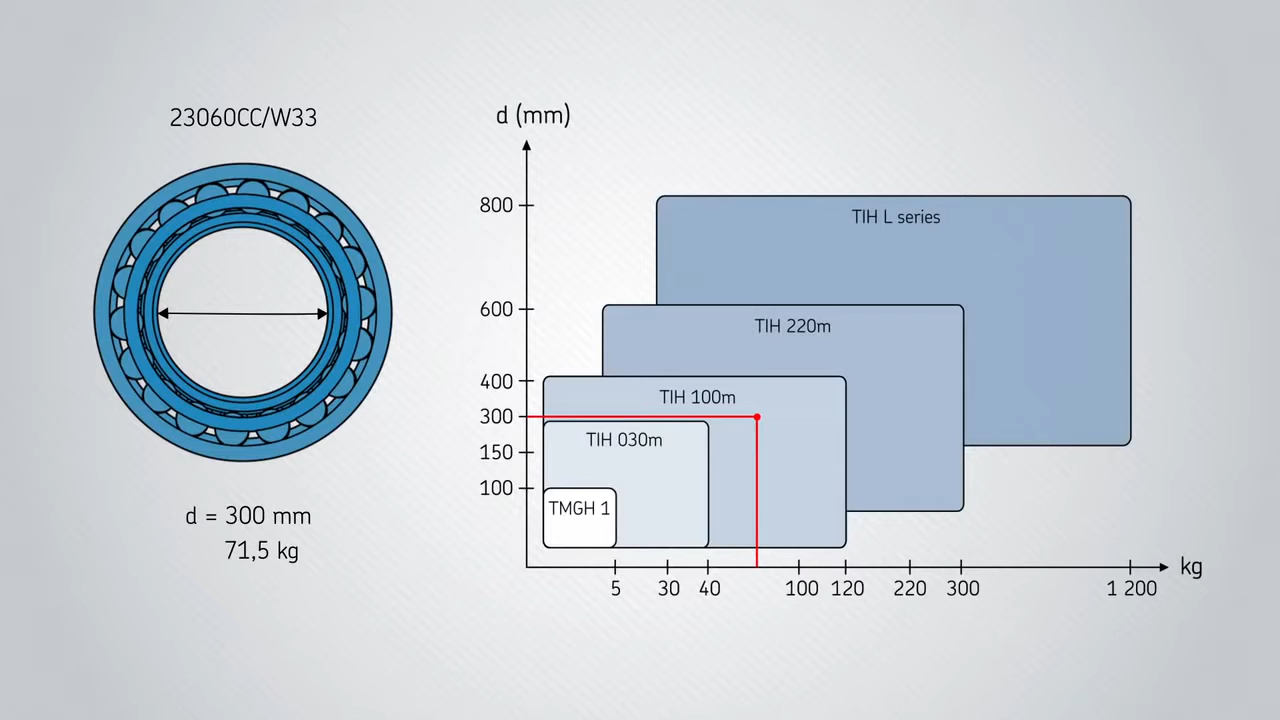 23060CC/W33
d = 300 mm
71,5 kg
d (mm)
800
600
400
300
150
100
TIH L series
TIH 220m
TIH 100m
TIH 030m
TMGH 1
5
30
40
100
120
220
300
1 200
kg